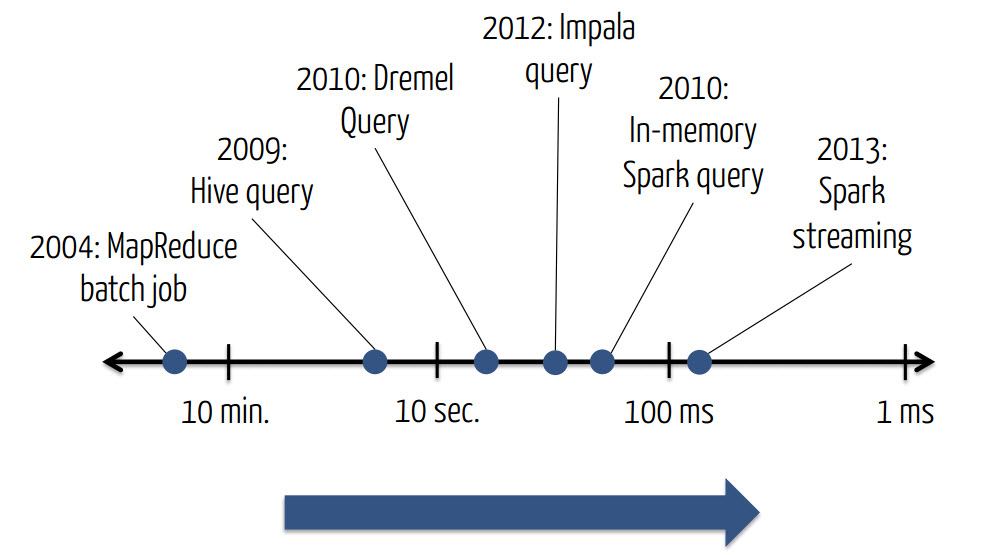 2004: MapReduce
batch job
2009:
Hive query
2010: Dremel
Query
2012: Impala
query
2010:
In-memory
Spark query
2013:
Spark
streaming
10 min.
10 sec.
100 ms
1 ms